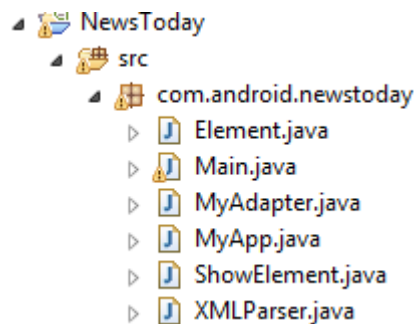 NewsToday
src
com.android.newstoday
Element.java
Main.java
MyAdapter.java
MyApp.java
ShowElement.java
XMLParser.java